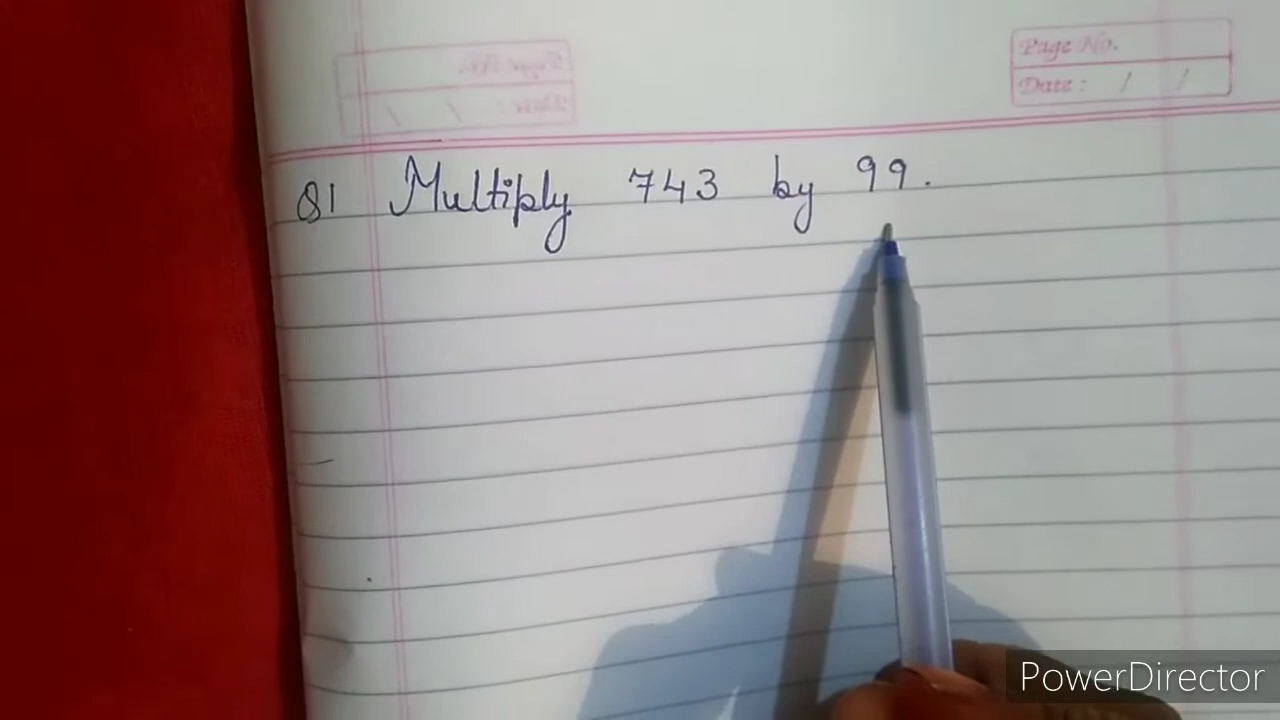 Page No.
Date : / /
Q1 Multiply 743 by 99.
PowerDirector